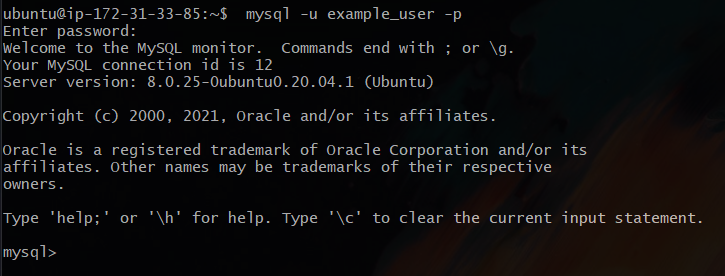 ubuntu@ip-172-31-33-85:~$  mysql -u example_user -p
Enter password:
Welcome to the MySQL monitor.  Commands end with ; or \g.
Your MySQL connection id is 12
Server version: 8.0.25-0ubuntu0.20.04.1 (Ubuntu)

Copyright (c) 2000, 2021, Oracle and/or its affiliates.

Oracle is a registered trademark of Oracle Corporation and/or its
affiliates. Other names may be trademarks of their respective
owners.

Type 'help;' or '\h' for help. Type '\c' to clear the current input statement.

mysql>